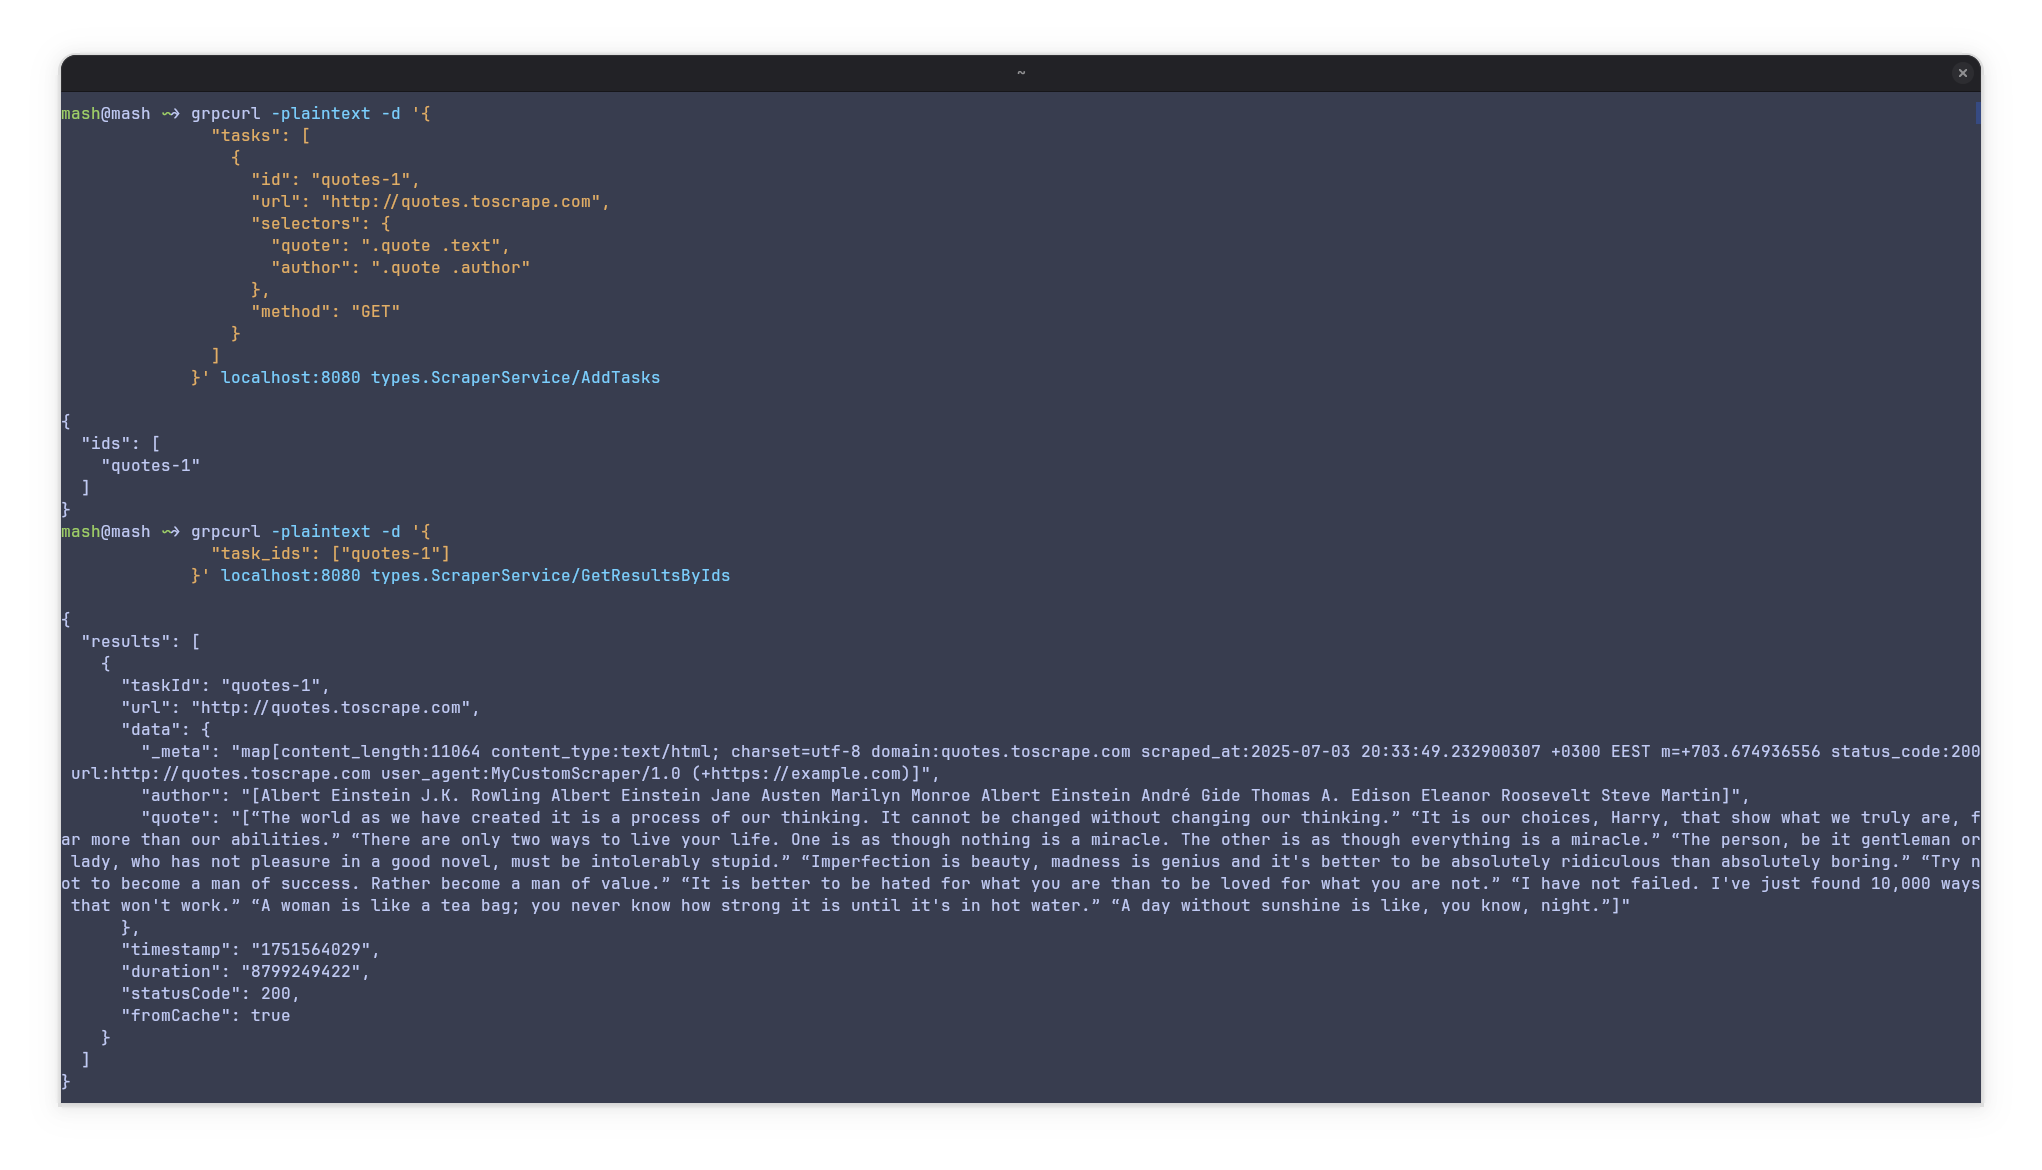 ~
mash@mash ~> grpcurl -plaintext -d '{
"tasks": [
{
"id": "quotes-1",
"url": "http://quotes.toscrape.com",
"selectors": {
"quote": ".quote .text",
"author": ".quote .author"
},
"method": "GET"
}
]
}' localhost:8080 types.ScraperService/AddTasks
{
"ids": [
"quotes-1"
]
}
mash@mash ~> grpcurl -plaintext -d '{
"task_ids": ["quotes-1"]
}' localhost:8080 types.ScraperService/GetResultsByIds
{
"results": [
{
"taskId": "quotes-1",
"url": "http://quotes.toscrape.com",
"data": {
"_meta": "map[content_length:11064 content_type:text/html; charset=utf-8 domain:quotes.toscrape.com scraped_at:2025-07-03 20:33:49.232900307 +0300 EEST m=+703.674936556 status_code:200
url:http://quotes.toscrape.com user_agent:MyCustomScraper/1.0 (+https://example.com)]",
"author": "[Albert Einstein J.K. Rowling Albert Einstein Jane Austen Marilyn Monroe Albert Einstein André Gide Thomas A. Edison Eleanor Roosevelt Steve Martin]",
"quote": "[“The world as we have created it is a process of our thinking. It cannot be changed without changing our thinking.” “It is our choices, Harry, that show what we truly are, f
ar more than our abilities.” “There are only two ways to live your life. One is as though nothing is a miracle. The other is as though everything is a miracle.” “The person, be it gentleman or
lady, who has not pleasure in a good novel, must be intolerably stupid.” “Imperfection is beauty, madness is genius and it's better to be absolutely ridiculous than absolutely boring.” “Try n
ot to become a man of success. Rather become a man of value.” “It is better to be hated for what you are than to be loved for what you are not.” “I have not failed. I've just found 10,000 ways
that won't work.” “A woman is like a tea bag; you never know how strong it is until it's in hot water.” “A day without sunshine is like, you know, night.”]"
},
"timestamp": "1751564029",
"duration": "8799249422",
"statusCode": 200,
"fromCache": true
}
]
}